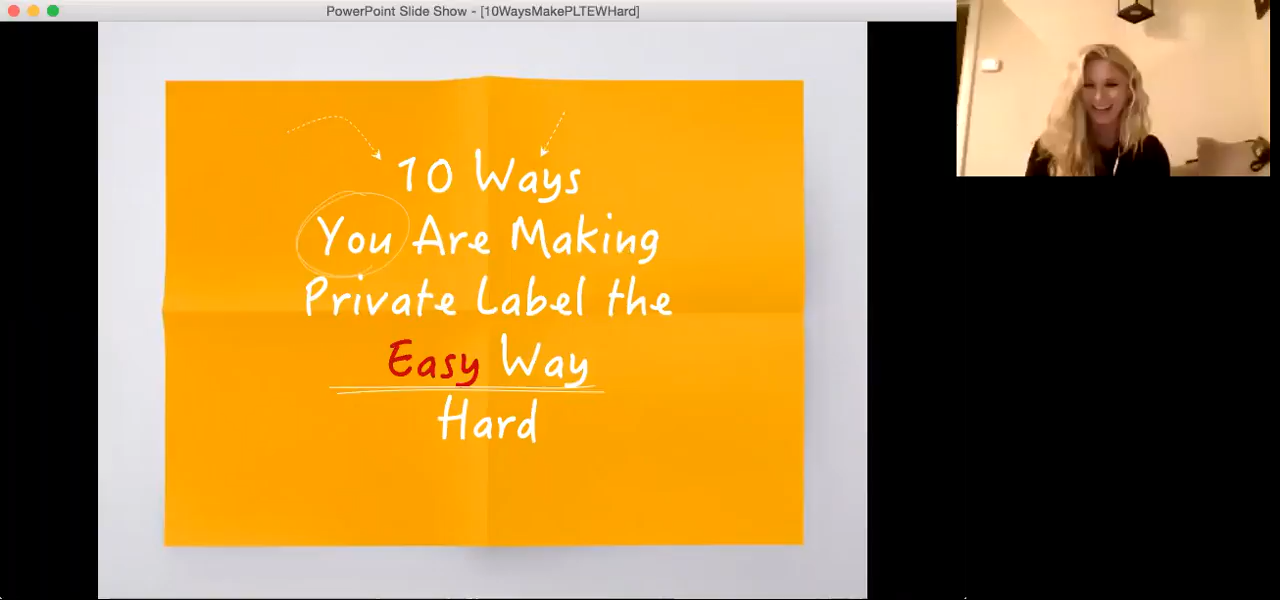 PowerPoint Slide Show - [10WaysMakePLTEWHard]
10 Ways
You Are Making
Private Label the
Easy Way
Hard